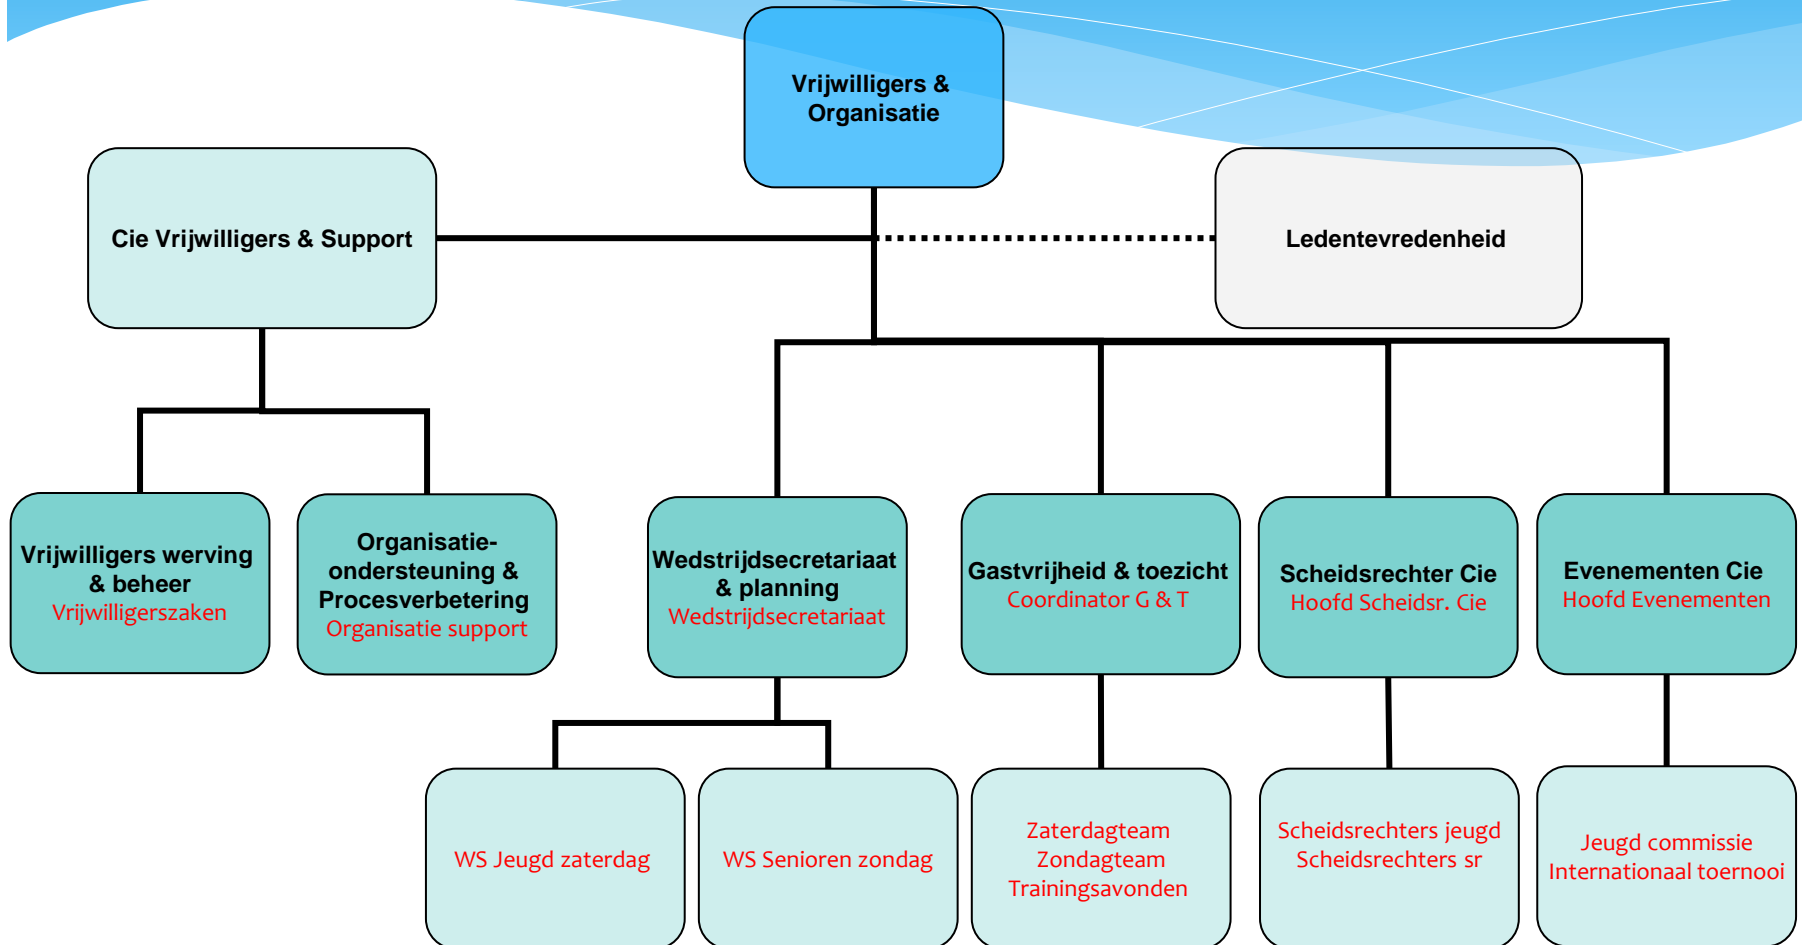 Vrijwilligers &
Organisatie
Cie Vrijwilligers & Support
Ledentevredenheid
Vrijwilligers werving
& beheer
Vrijwilligerszaken
Organisatie-
ondersteuning &
Procesverbetering
Organisatie support
Wedstrijdsecretariaat
& planning
Wedstrijdsecretariaat
Gastvrijheid & toezicht
Coordinator G & T
Scheidsrechter Cie
Hoofd Scheidsr. Cie
Evenementen Cie
Hoofd Evenementen
WS Jeugd zaterdag
WS Senioren zondag
Zaterdagteam
Zondagteam
Trainingsavonden
Scheidsrechters jeugd
Scheidsrechters sr
Jeugd commissie
Internationaal toernooi